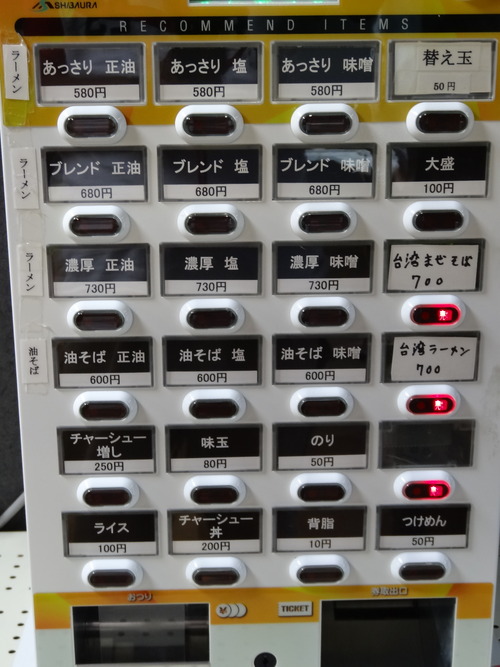 SHIBAURA
RECOMMEND ITEMS
ラーメン
あっさり 正油
580円
あっさり 塩
580円
あっさり 味噌
580円
替え玉
50円
ラーメン
ブレンド 正油
680円
ブレンド 塩
680円
ブレンド 味噌
680円
大盛
100円
ラーメン
濃厚 正油
730円
濃厚 塩
730円
濃厚 味噌
730円
台湾まぜそば
700
油そば
油そば 正油
600円
油そば 塩
600円
油そば 味噌
600円
台湾ラーメン
700
チャーシュー
増し
250円
味玉
80円
のり
50円
ライス
100円
チャーシュー
丼
200円
背脂
10円
つけめん
50円
おつり
¥
TICKET
券取出口